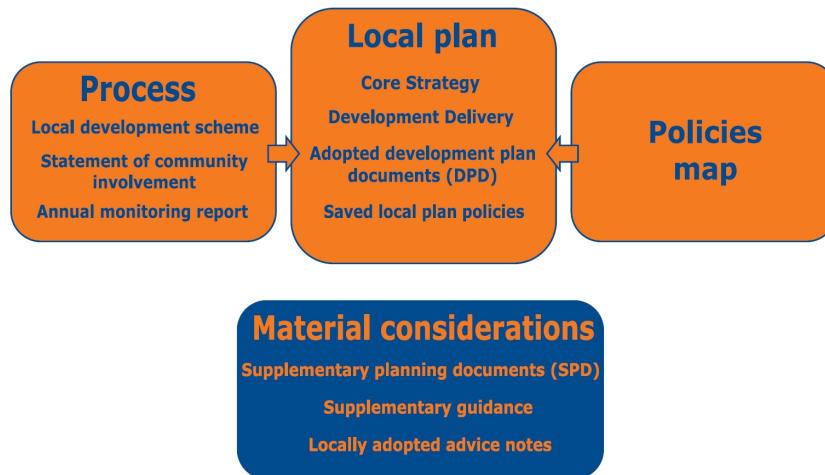 Process
Local development scheme
Statement of community
involvement
Annual monitoring report
Local plan
Core Strategy
Development Delivery
Adopted development plan
documents (DPD)
Saved local plan policies
Policies
map
Material considerations
Supplementary planning documents (SPD)
Supplementary guidance
Locally adopted advice notes